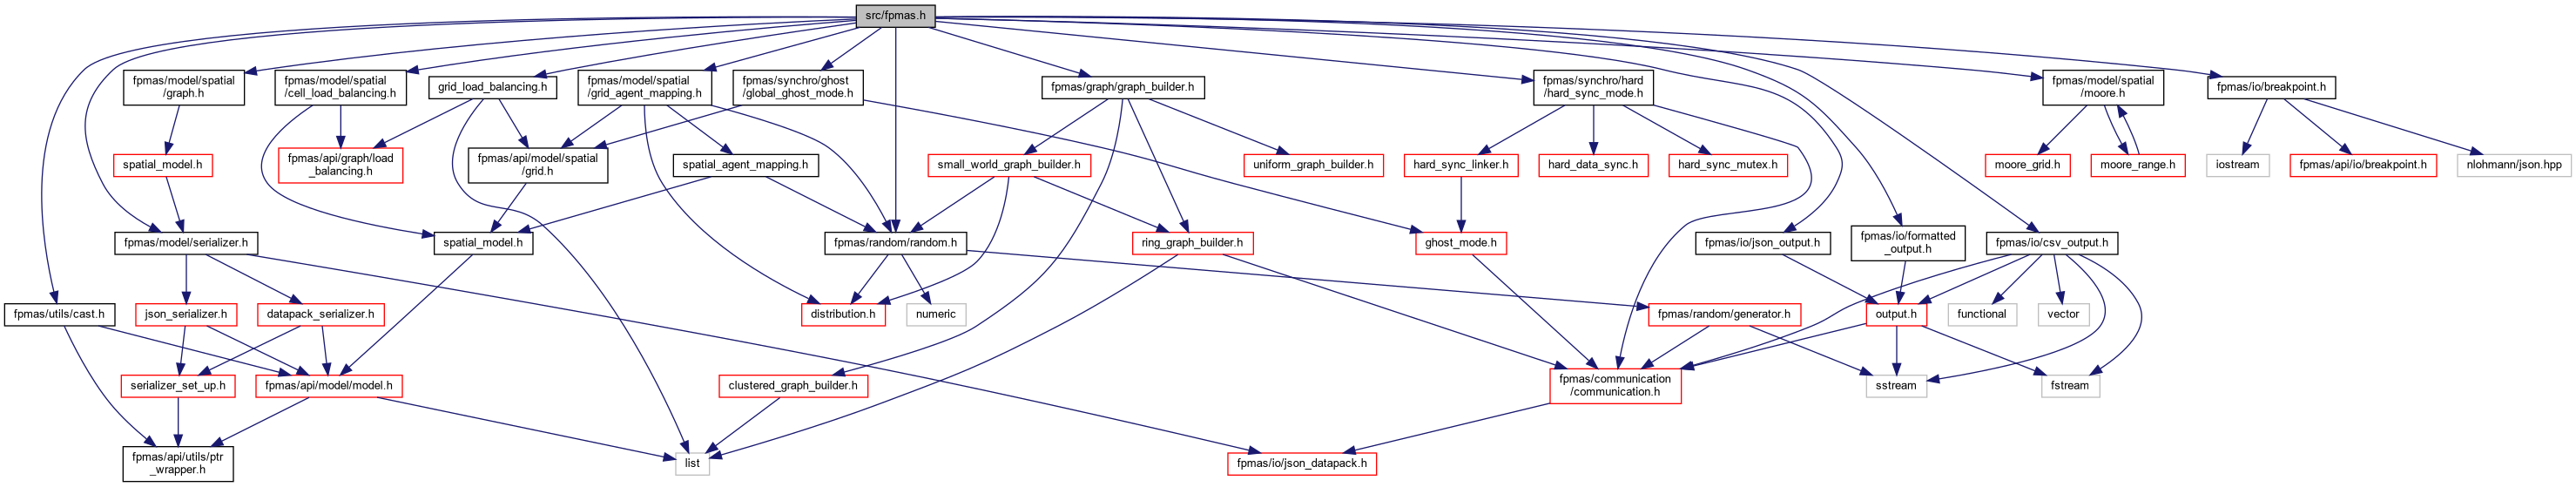 src/fpmas.h
fpmas/model/spatial
/graph.h
fpmas/model/spatial
/cell_load_balancing.h
grid_load_balancing.h
fpmas/model/spatial
/grid_agent_mapping.h
fpmas/synchro/ghost
/global_ghost_mode.h
fpmas/graph/graph_builder.h
fpmas/synchro/hard
/hard_sync_mode.h
fpmas/model/spatial
/moore.h
fpmas/io/breakpoint.h
spatial_model.h
fpmas/api/graph/load
_balancing.h
fpmas/api/model/spatial
/grid.h
spatial_agent_mapping.h
small_world_graph_builder.h
uniform_graph_builder.h
hard_sync_linker.h
hard_data_sync.h
hard_sync_mutex.h
moore_grid.h
moore_range.h
iostream
fpmas/api/io/breakpoint.h
nlohmann/json.hpp
fpmas/model/serializer.h
spatial_model.h
fpmas/random/random.h
ring_graph_builder.h
ghost_mode.h
fpmas/io/json_output.h
fpmas/io/formatted
_output.h
fpmas/io/csv_output.h
fpmas/utils/cast.h
json_serializer.h
datapack_serializer.h
distribution.h
numeric
fpmas/random/generator.h
output.h
functional
vector
serializer_set_up.h
fpmas/api/model/model.h
clustered_graph_builder.h
fpmas/communication
/communication.h
sstream
fstream
fpmas/api/utils/ptr
_wrapper.h
list
fpmas/io/json_datapack.h